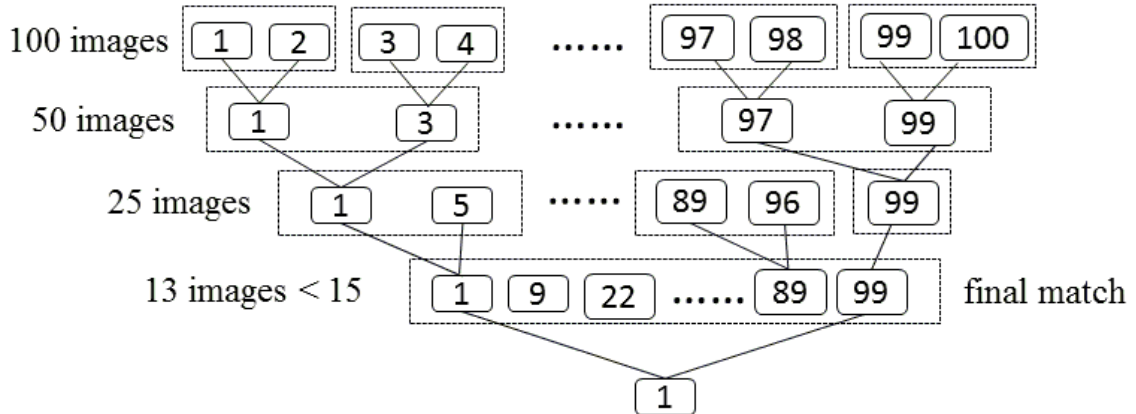 100 images 1 2 3 4 ...... 97 98 99 100
50 images 1 3 ...... 97 99
25 images 1 5 ...... 89 96 99
13 images < 15 1 9 22 ...... 89 99 final match
1